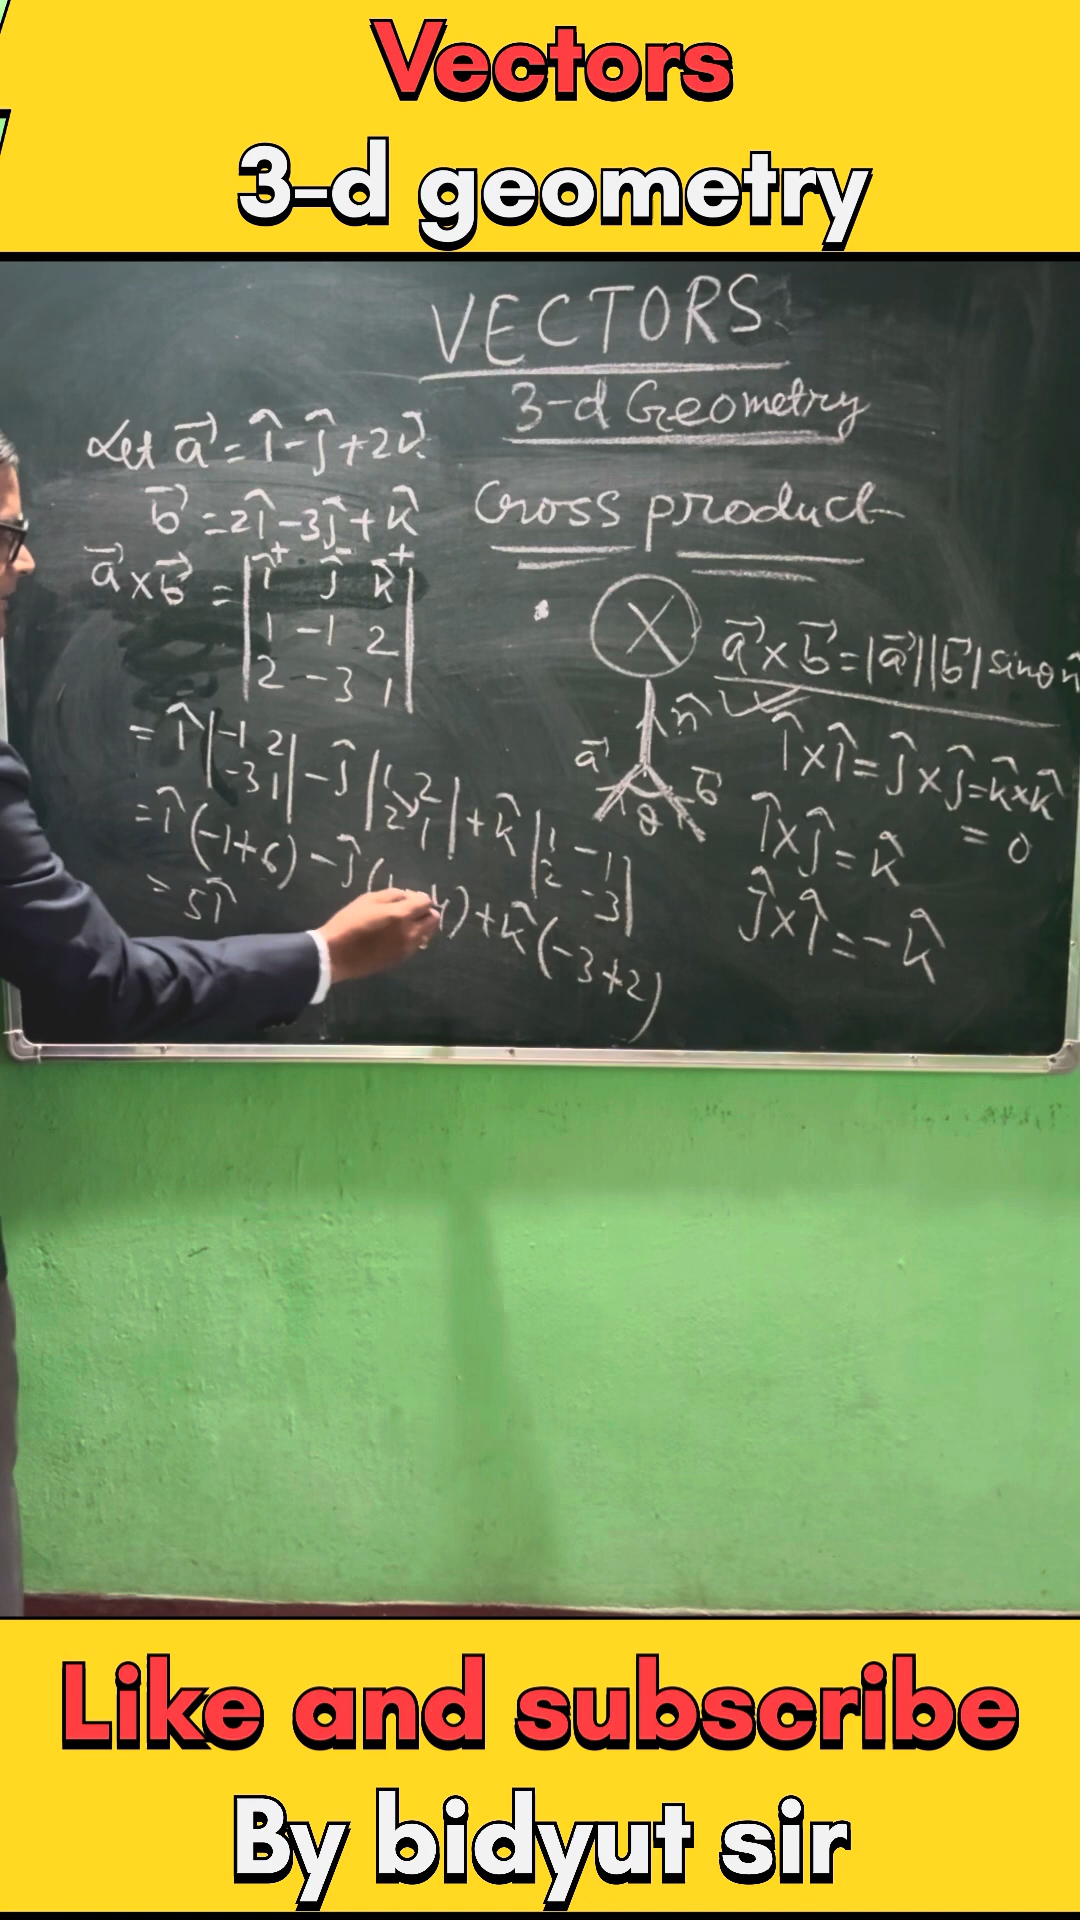 Vectors
3-d geometry
VECTORS
3-d Geometry
Let a⃗ = î - ĵ + 2k̂
b⃗ = 2î - 3ĵ + k̂
a⃗ × b⃗ = | î⁺ ĵ⁻ k̂⁺ |
| 1 -1 2 |
| 2 -3 1 |
= î | -1 2 | - ĵ | 1 2 | + k̂ | 1 -1 |
| -3 1 | | 2 1 | | 2 -3 |
= î (-1+6) - ĵ (1-4) + k̂ (-3+2)
= 5î
Cross product
X
a⃗ × b⃗ = |a⃗| |b⃗| sinθ n̂
n̂
a⃗
b⃗
θ
î × î = ĵ × ĵ = k̂ × k̂
= 0
î × ĵ = k̂
ĵ × î = - k̂
Like and subscribe
By bidyut sir